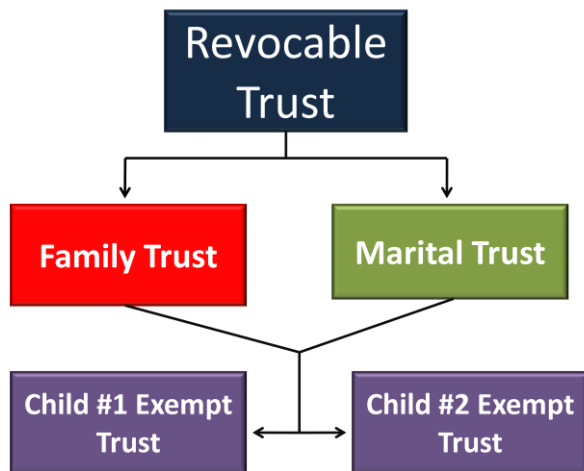 Revocable
Trust
Family Trust
Marital Trust
Child #1 Exempt
Trust
Child #2 Exempt
Trust